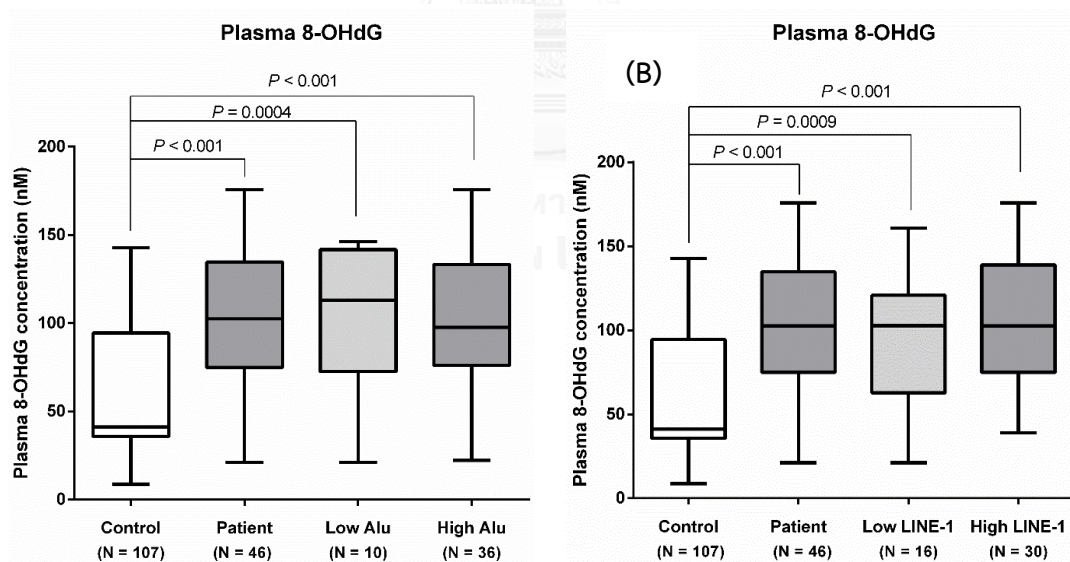 Plasma 8-OHdG
P < 0.001
P = 0.0004
P < 0.001
Plasma 8-OHdG concentration (nM)
200
150
100
50
0
Control
(N = 107)
Patient
(N = 46)
Low Alu
(N = 10)
High Alu
(N = 36)
Plasma 8-OHdG
(B)
P < 0.001
P = 0.0009
P < 0.001
Plasma 8-OHdG concentration (nM)
200
150
100
50
0
Control
(N = 107)
Patient
(N = 46)
Low LINE-1
(N = 16)
High LINE-1
(N = 30)